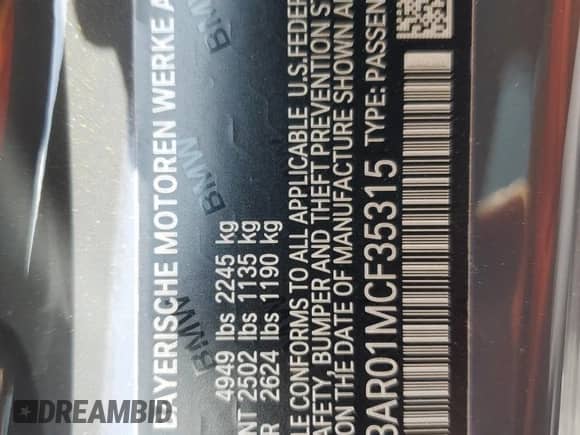 BAYERISCHE MOTOREN WERKE A
4949 lbs 2245 kg
NT 2502 lbs 1135 kg
R 2624 lbs 1190 kg
LE CONFORMS TO ALL APPLICABLE U.S.FEDER
AFETY, BUMPER AND THEFT PREVENTION S
ON THE DATE OF MANUFACTURE SHOWN A
3AR01MCF35315 TYPE: PASSEN
BMW
BMW
BMW
DREAMBID